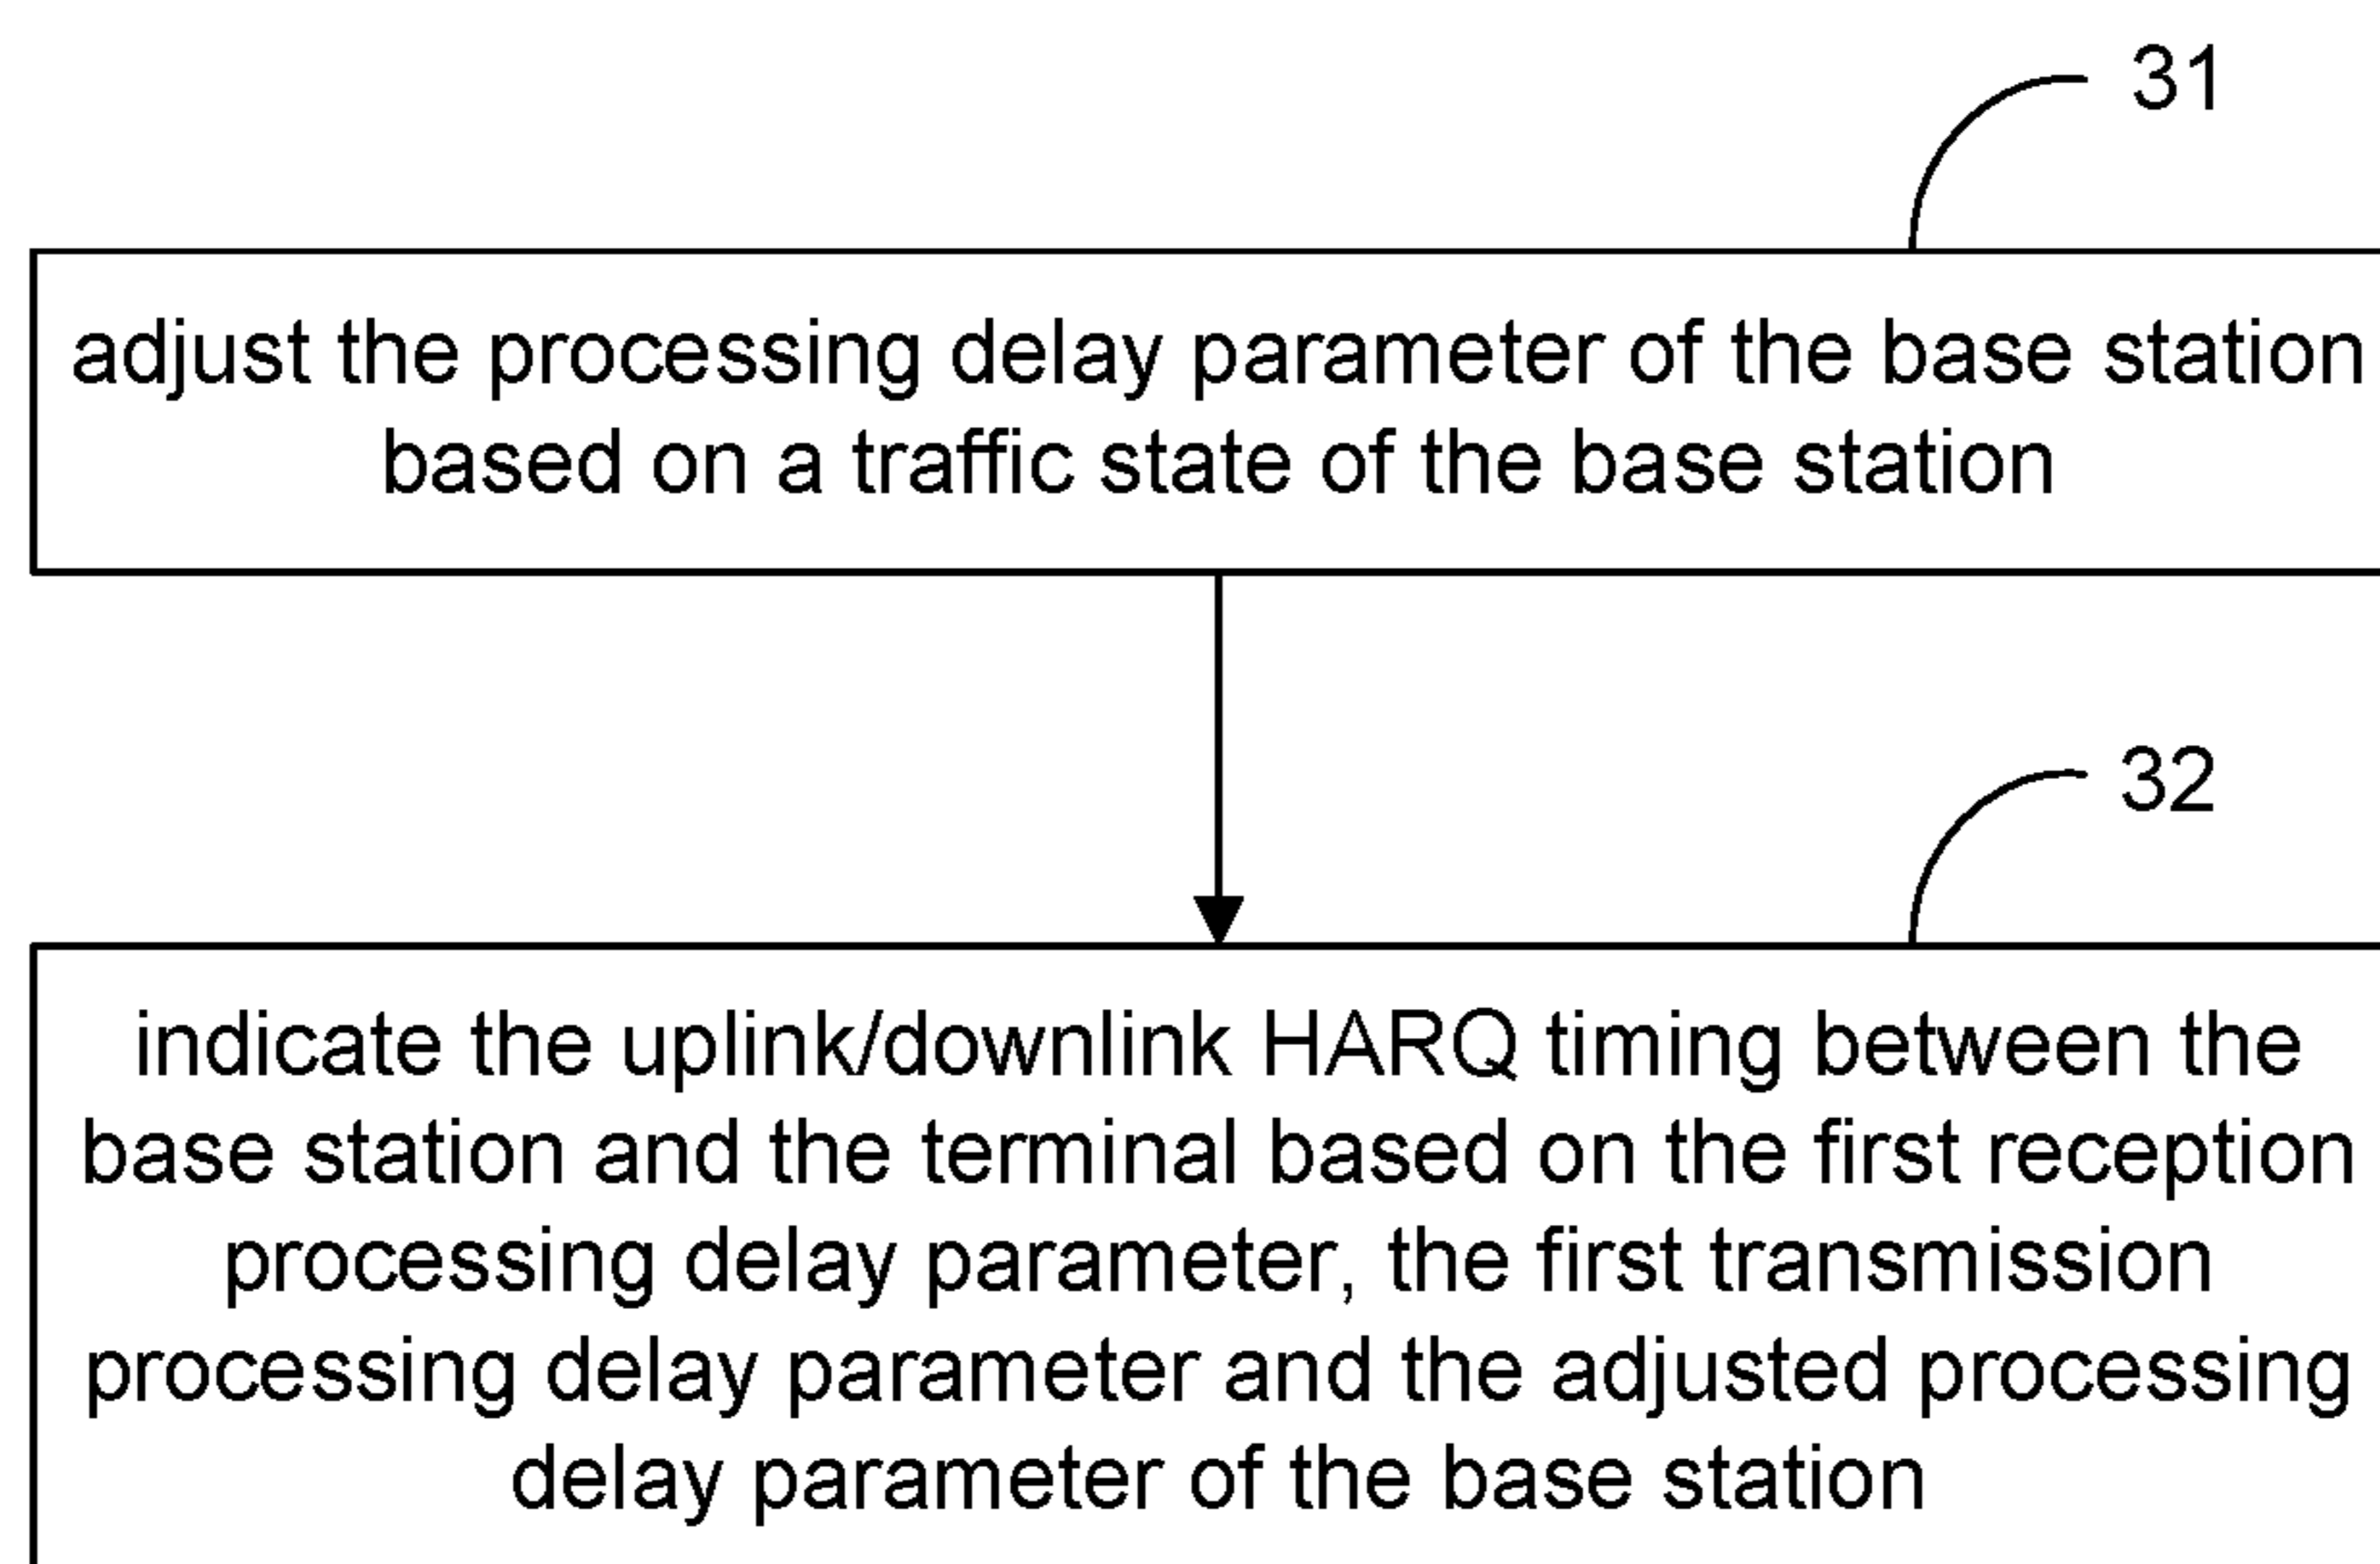 31
adjust the processing delay parameter of the base station
based on a traffic state of the base station
32
indicate the uplink/downlink HARQ timing between the
base station and the terminal based on the first reception
processing delay parameter, the first transmission
processing delay parameter and the adjusted processing
delay parameter of the base station